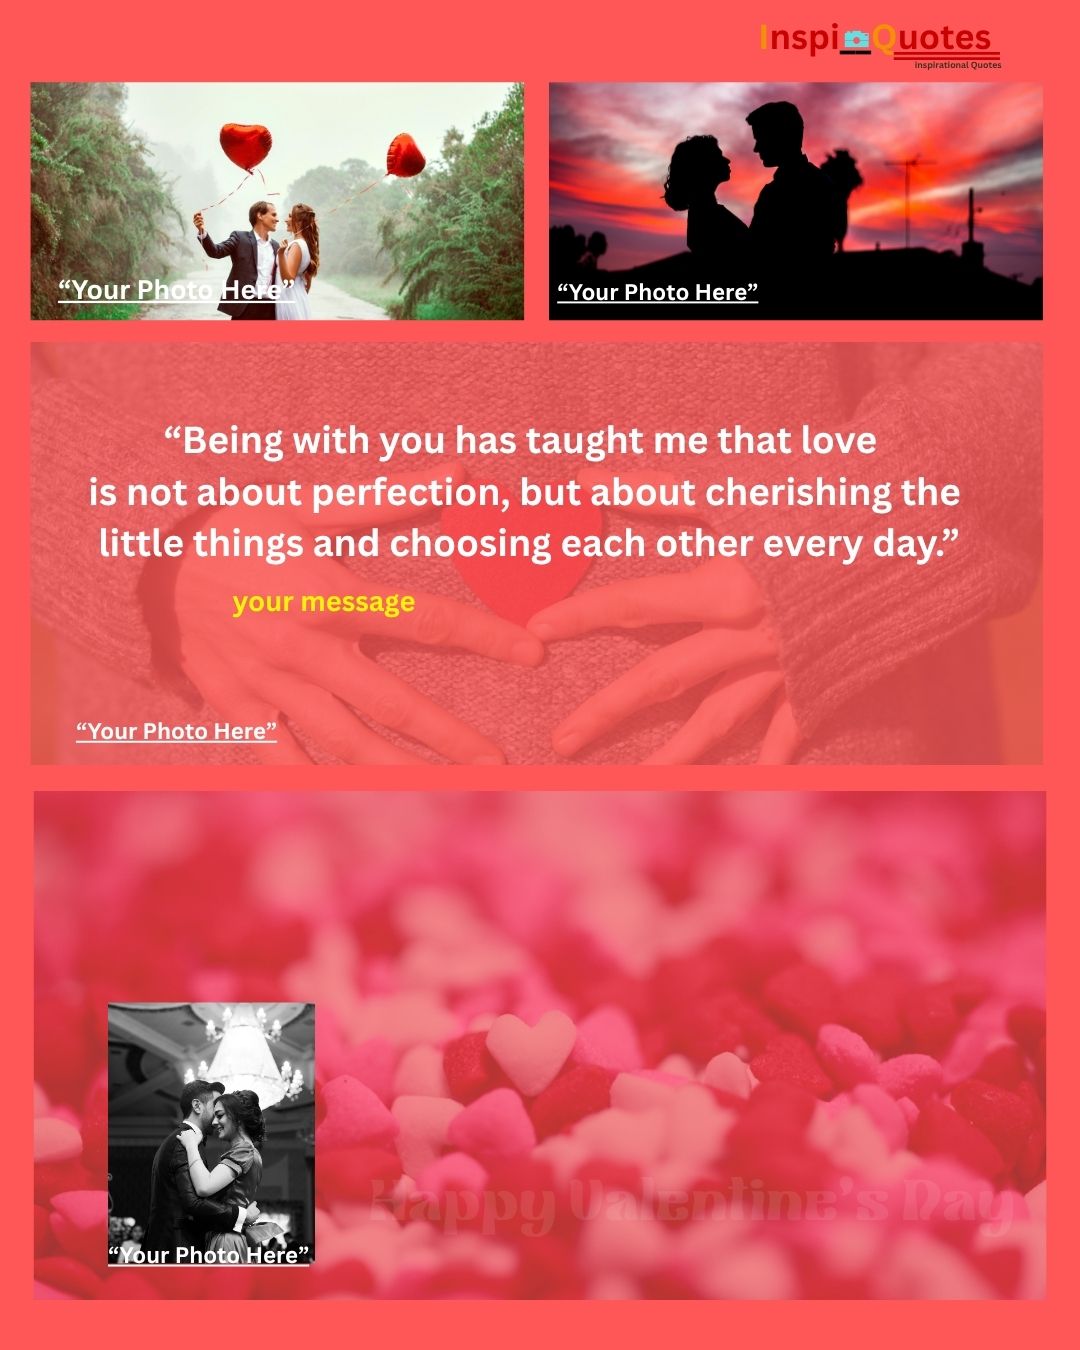 InspiQuotes
inspirational Quotes
“Your Photo Here”
“Your Photo Here”
“Being with you has taught me that love
is not about perfection, but about cherishing the
little things and choosing each other every day.”
your message
“Your Photo Here”
Happy Valentine's Day
“Your Photo Here”